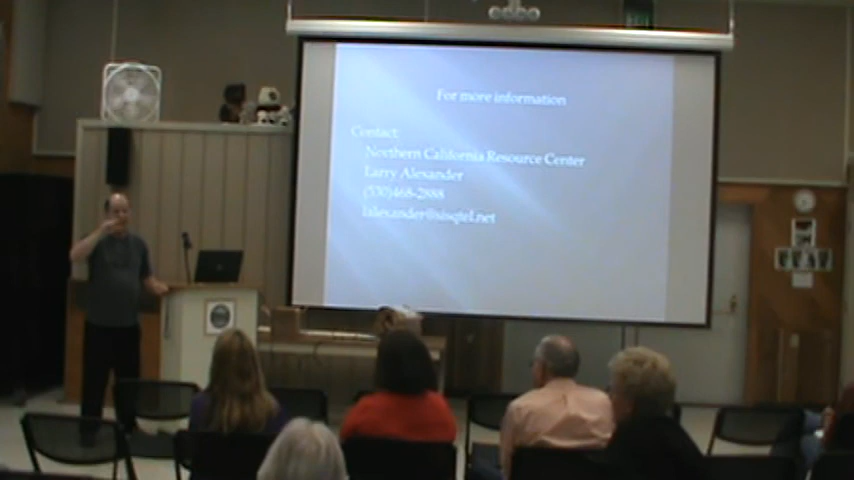 For more information
Contact:
Northern California Resource Center
Larry Alexander
(530)468-2888
lalexander@sisqtel.net